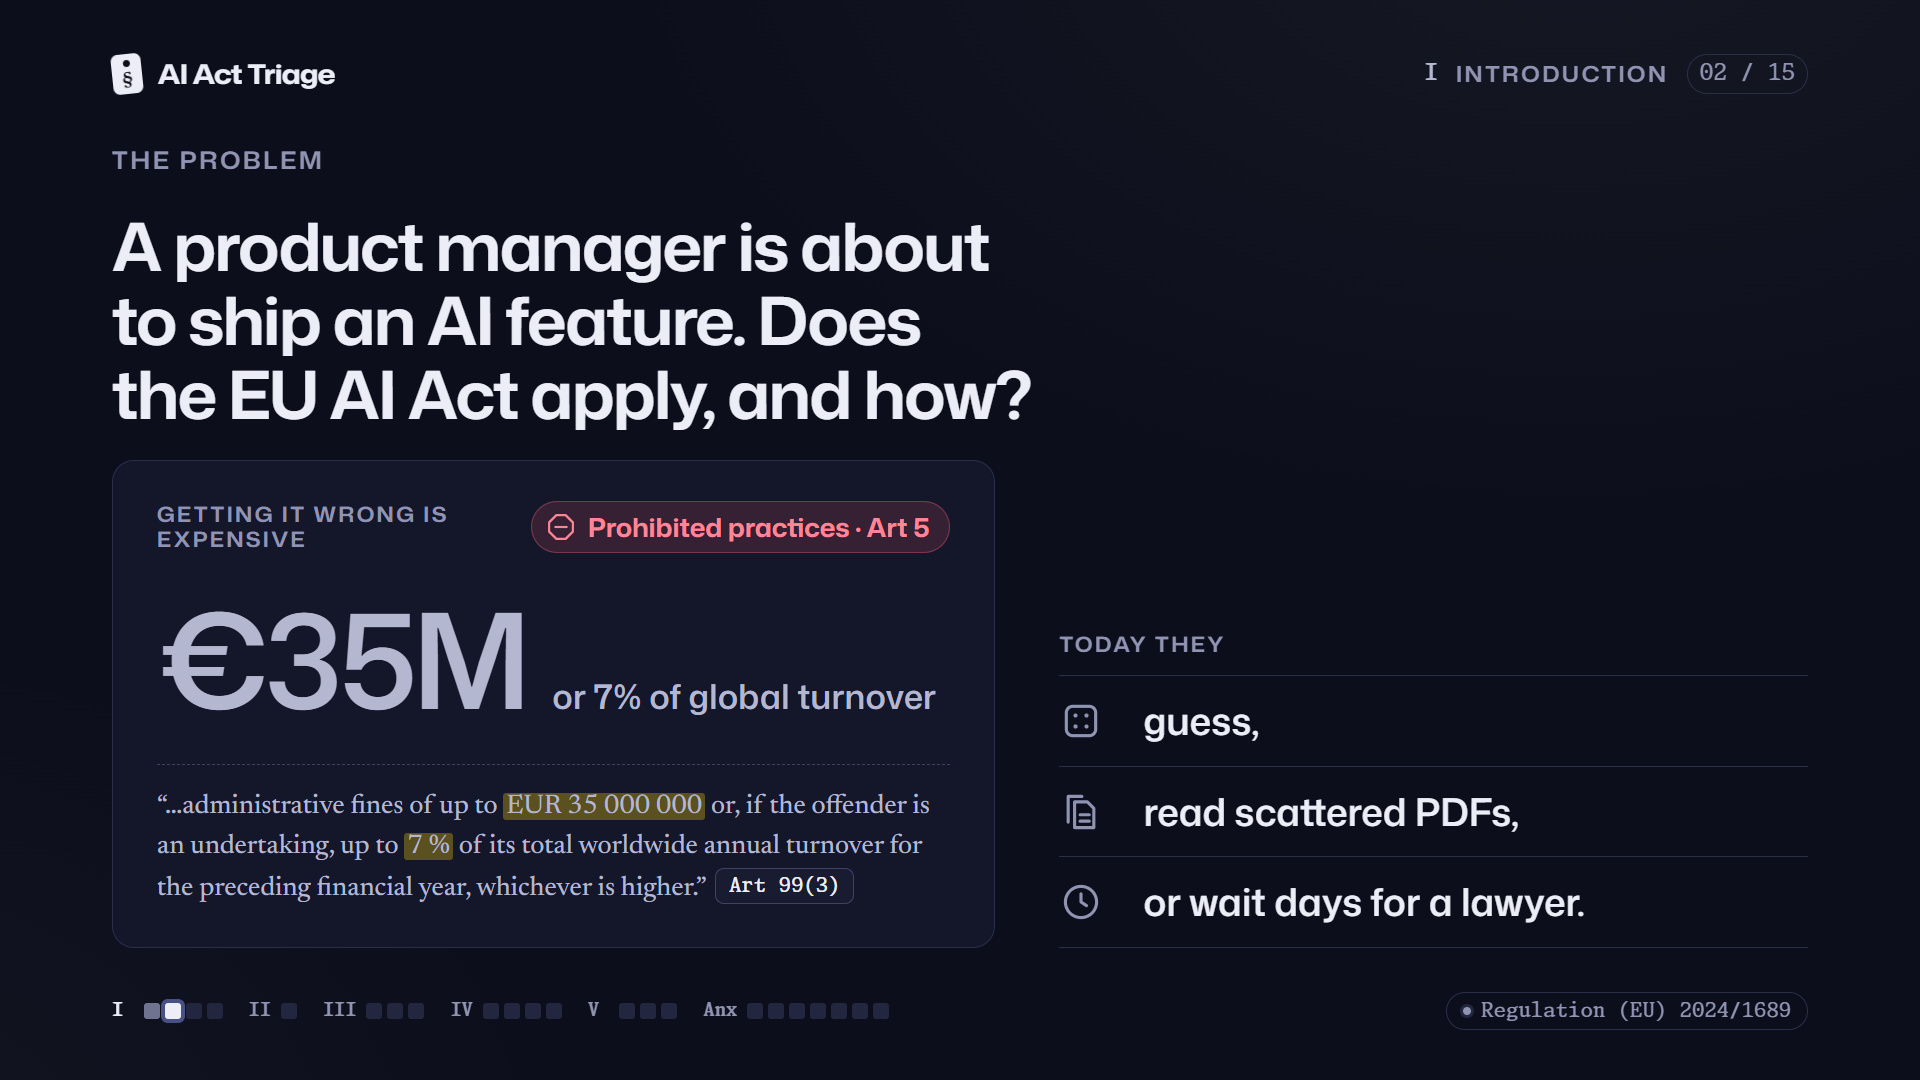 § AI Act Triage
I INTRODUCTION 02 / 15
THE PROBLEM
A product manager is about
to ship an AI feature. Does
the EU AI Act apply, and how?
GETTING IT WRONG IS
EXPENSIVE
Prohibited practices · Art 5
€35M or 7% of global turnover
“…administrative fines of up to EUR 35 000 000 or, if the offender is
an undertaking, up to 7 % of its total worldwide annual turnover for
the preceding financial year, whichever is higher.” Art 99(3)
TODAY THEY
guess,
read scattered PDFs,
or wait days for a lawyer.
I II III IV V Anx
Regulation (EU) 2024/1689